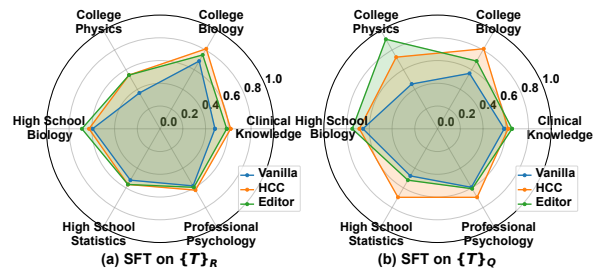 College
Physics
College
Biology
Clinical
Knowledge
Professional
Psychology
High School
Statistics
High School
Biology
0.0
0.2
0.4
0.6
0.8
1.0
Vanilla
HCC
Editor
(a) SFT on {T}R
College
Physics
College
Biology
Clinical
Knowledge
Professional
Psychology
High School
Statistics
High School
Biology
0.0
0.2
0.4
0.6
0.8
1.0
Vanilla
HCC
Editor
(b) SFT on {T}Q